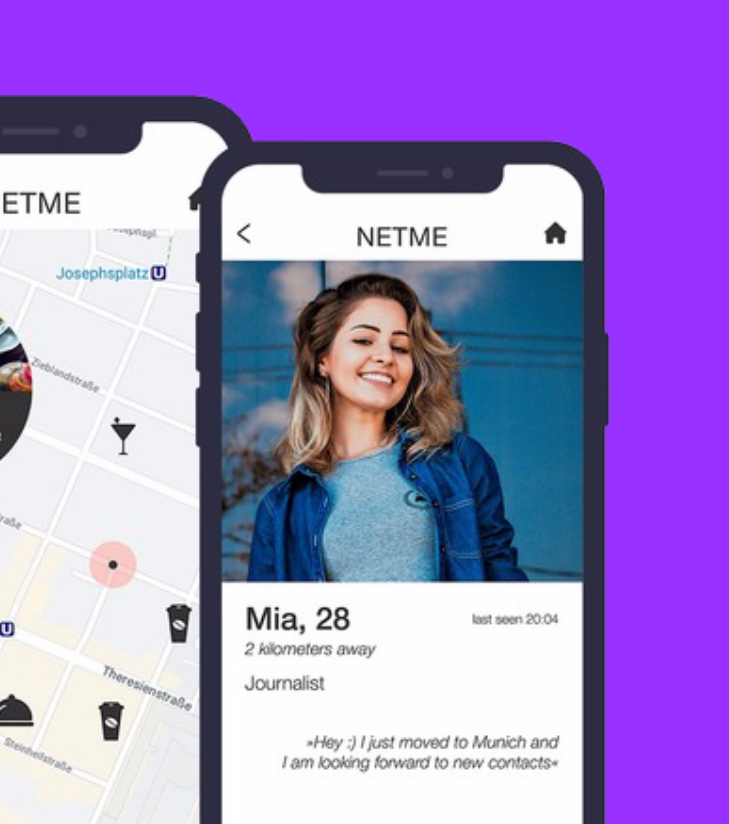 ETME
Josephsplatz U
Zieblandstraße
raße
U
Theresienstraße
Steinheilstraße
NETME
Mia, 28
last seen 20:04
2 kilometers away
Journalist
»Hey :) I just moved to Munich and
I am looking forward to new contacts«